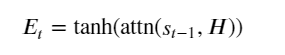 E_t = tanh(attn(s_{t−1}, H))